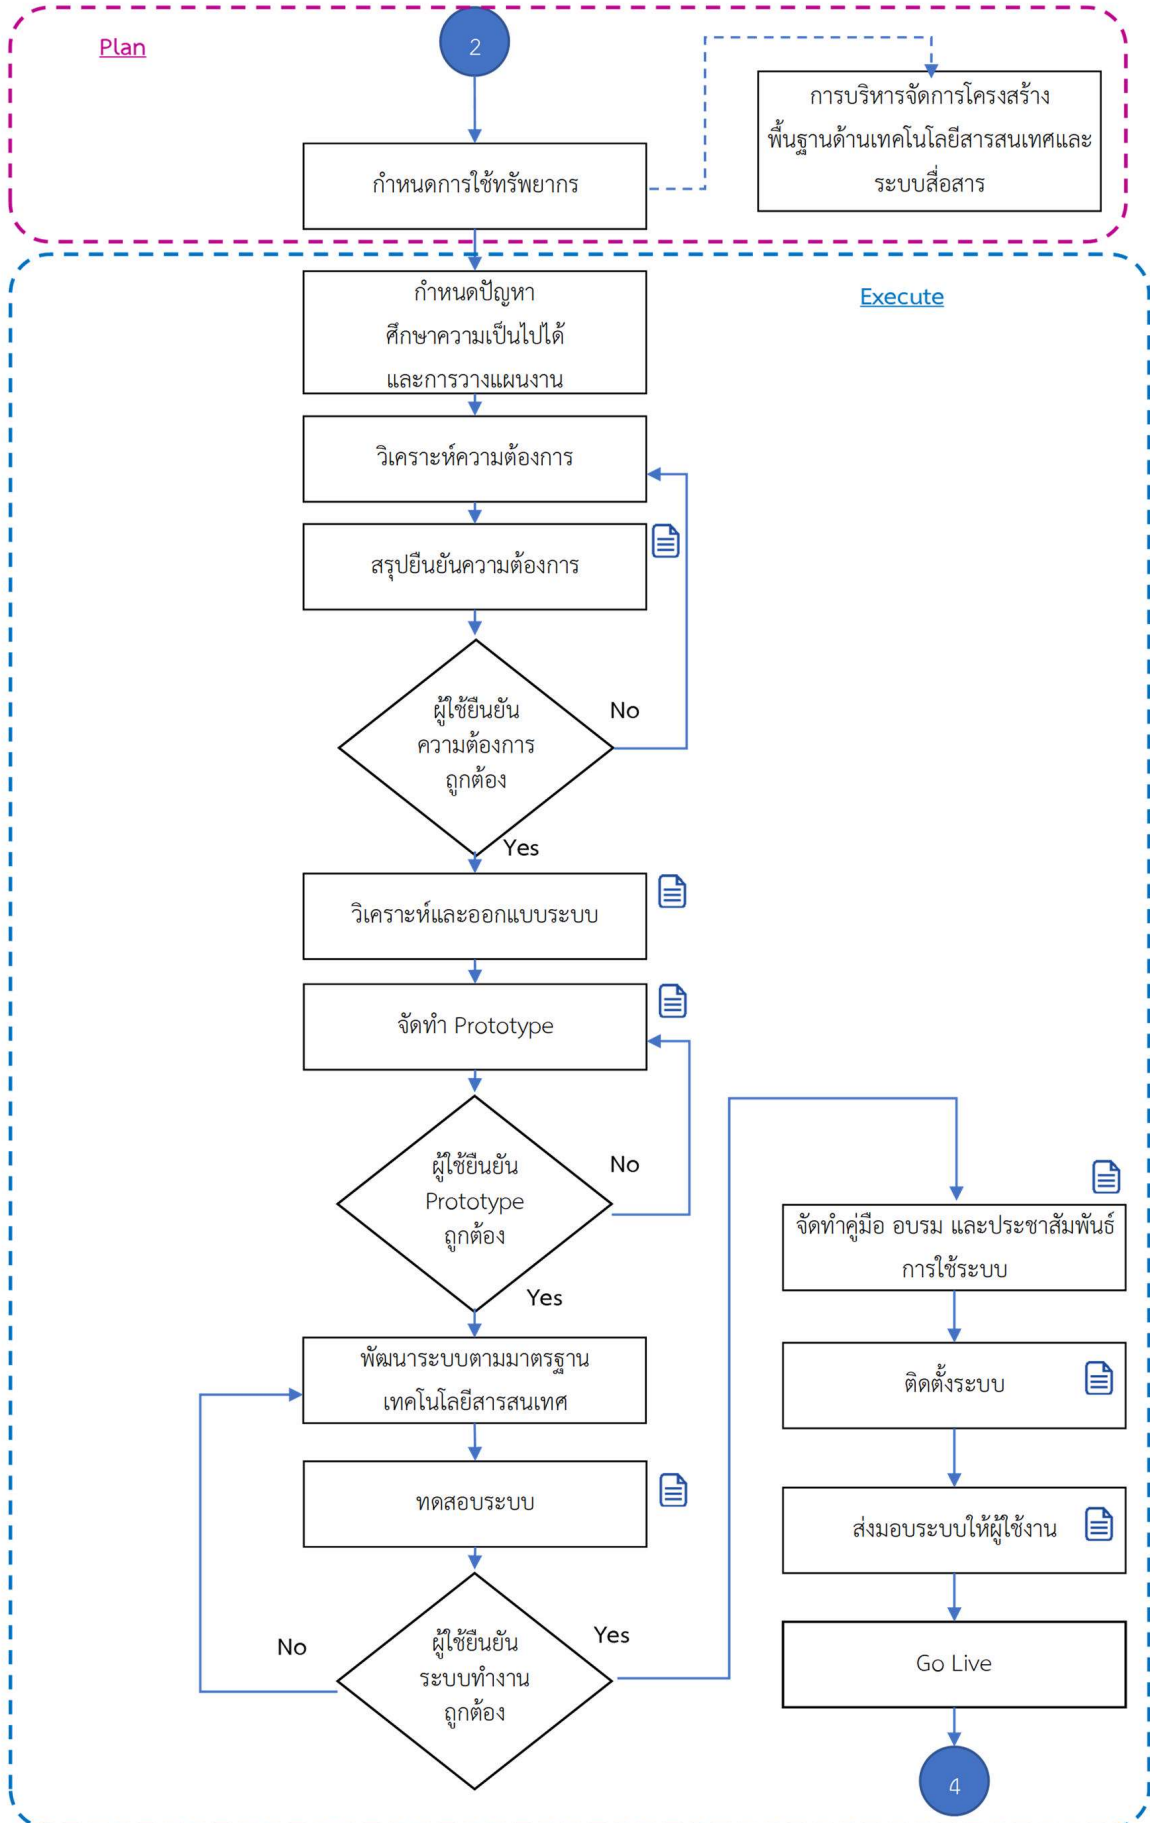 Plan
2
การบริหารจัดการโครงสร้าง
พื้นฐานด้านเทคโนโลยีสารสนเทศและ
ระบบสื่อสาร
กำหนดการใช้ทรัพยากร
Execute
กำหนดปัญหา
ศึกษาความเป็นไปได้
และการวางแผนงาน
วิเคราะห์ความต้องการ
สรุปยืนยันความต้องการ
ผู้ใช้ยืนยัน
ความต้องการ
ถูกต้อง
No
Yes
วิเคราะห์และออกแบบระบบ
จัดทำ Prototype
ผู้ใช้ยืนยัน
Prototype
ถูกต้อง
No
Yes
พัฒนาระบบตามมาตรฐาน
เทคโนโลยีสารสนเทศ
ทดสอบระบบ
ผู้ใช้ยืนยัน
ระบบทำงาน
ถูกต้อง
No
Yes
จัดทำคู่มือ อบรม และประชาสัมพันธ์
การใช้ระบบ
ติดตั้งระบบ
ส่งมอบระบบให้ผู้ใช้งาน
Go Live
4